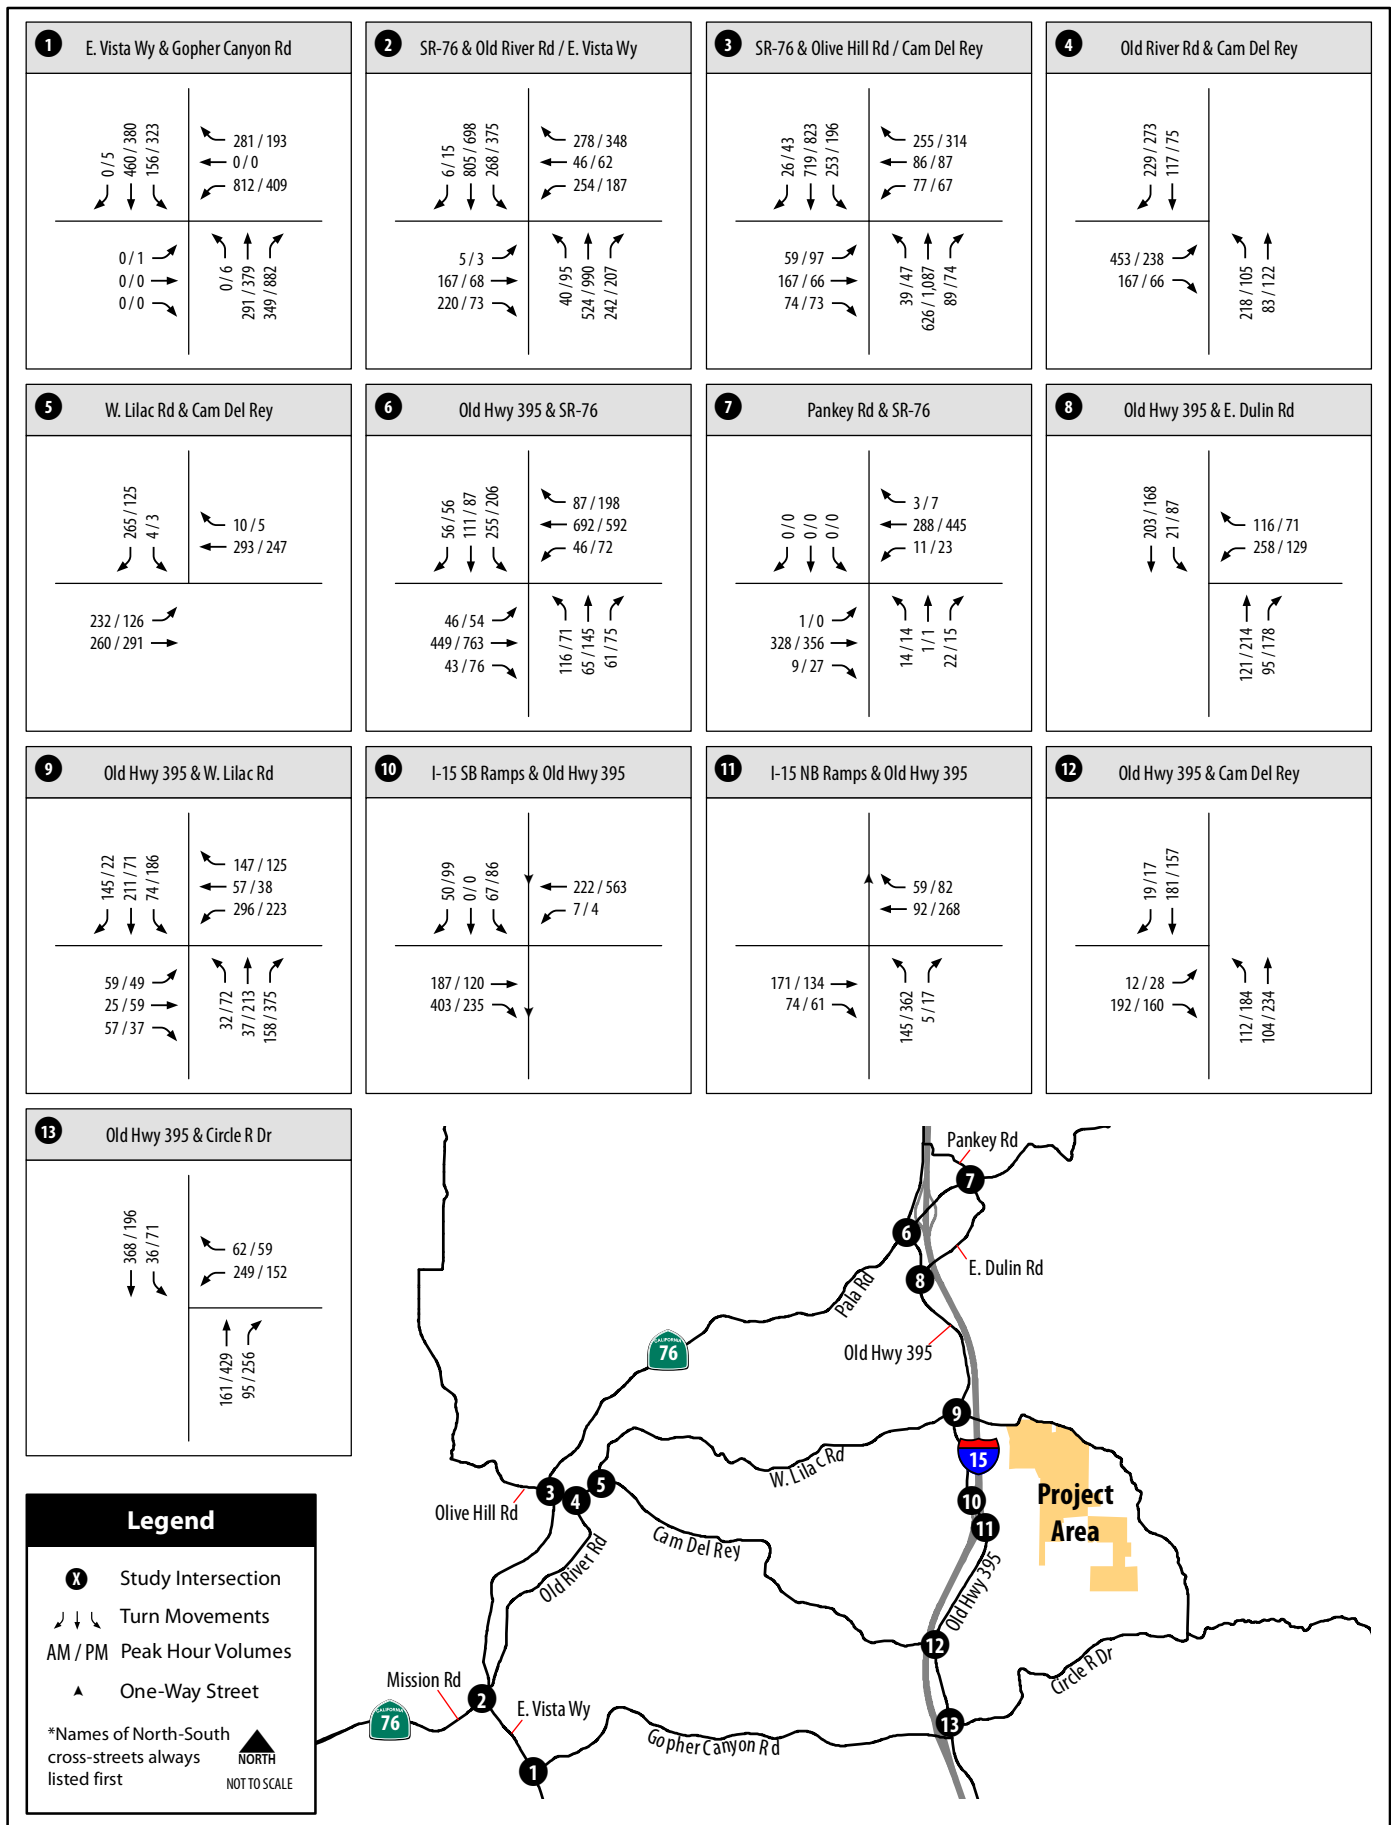 1 E. Vista Wy & Gopher Canyon Rd
0 / 5
460 / 380
156 / 323
281 / 193
0 / 0
812 / 409
0 / 1
0 / 0
0 / 0
0 / 6
291 / 379
349 / 882
2 SR-76 & Old River Rd / E. Vista Wy
6 / 15
805 / 698
268 / 375
278 / 348
46 / 62
254 / 187
5 / 3
167 / 68
220 / 73
40 / 95
524 / 990
242 / 207
3 SR-76 & Olive Hill Rd / Cam Del Rey
26 / 43
719 / 823
253 / 196
255 / 314
86 / 87
77 / 67
59 / 97
167 / 66
74 / 73
39 / 47
626 / 1,087
89 / 74
4 Old River Rd & Cam Del Rey
229 / 273
117 / 75
453 / 238
167 / 66
218 / 105
83 / 122
5 W. Lilac Rd & Cam Del Rey
265 / 125
4 / 3
10 / 5
293 / 247
232 / 126
260 / 291
6 Old Hwy 395 & SR-76
56 / 56
111 / 87
255 / 206
87 / 198
692 / 592
46 / 72
46 / 54
449 / 763
43 / 76
116 / 71
65 / 145
61 / 75
7 Pankey Rd & SR-76
0 / 0
0 / 0
0 / 0
3 / 7
288 / 445
11 / 23
1 / 0
328 / 356
9 / 27
14 / 14
1 / 1
22 / 15
8 Old Hwy 395 & E. Dulin Rd
203 / 168
21 / 87
116 / 71
258 / 129
121 / 214
95 / 178
9 Old Hwy 395 & W. Lilac Rd
145 / 22
211 / 71
74 / 186
147 / 125
57 / 38
296 / 223
59 / 49
25 / 59
57 / 37
32 / 72
37 / 213
158 / 375
10 I-15 SB Ramps & Old Hwy 395
50 / 99
0 / 0
67 / 86
222 / 563
7 / 4
187 / 120
403 / 235
11 I-15 NB Ramps & Old Hwy 395
59 / 82
92 / 268
171 / 134
74 / 61
145 / 362
5 / 17
12 Old Hwy 395 & Cam Del Rey
19 / 17
181 / 157
12 / 28
192 / 160
112 / 184
104 / 234
13 Old Hwy 395 & Circle R Dr
368 / 196
36 / 71
62 / 59
249 / 152
161 / 429
95 / 256
Pankey Rd
7
6
E. Dulin Rd
8
Pala Rd
CALIFORNIA
76
Old Hwy 395
9
W. Lilac Rd
15
Project
Area
5
3
4
10
11
Olive Hill Rd
Cam Del Rey
Old River Rd
Old Hwy 395
12
Circle R Dr
Mission Rd
2
E. Vista Wy
CALIFORNIA
76
13
Gopher Canyon Rd
1
Legend
X Study Intersection
Turn Movements
AM / PM Peak Hour Volumes
One-Way Street
*Names of North-South
cross-streets always
listed first
NORTH
NOT TO SCALE